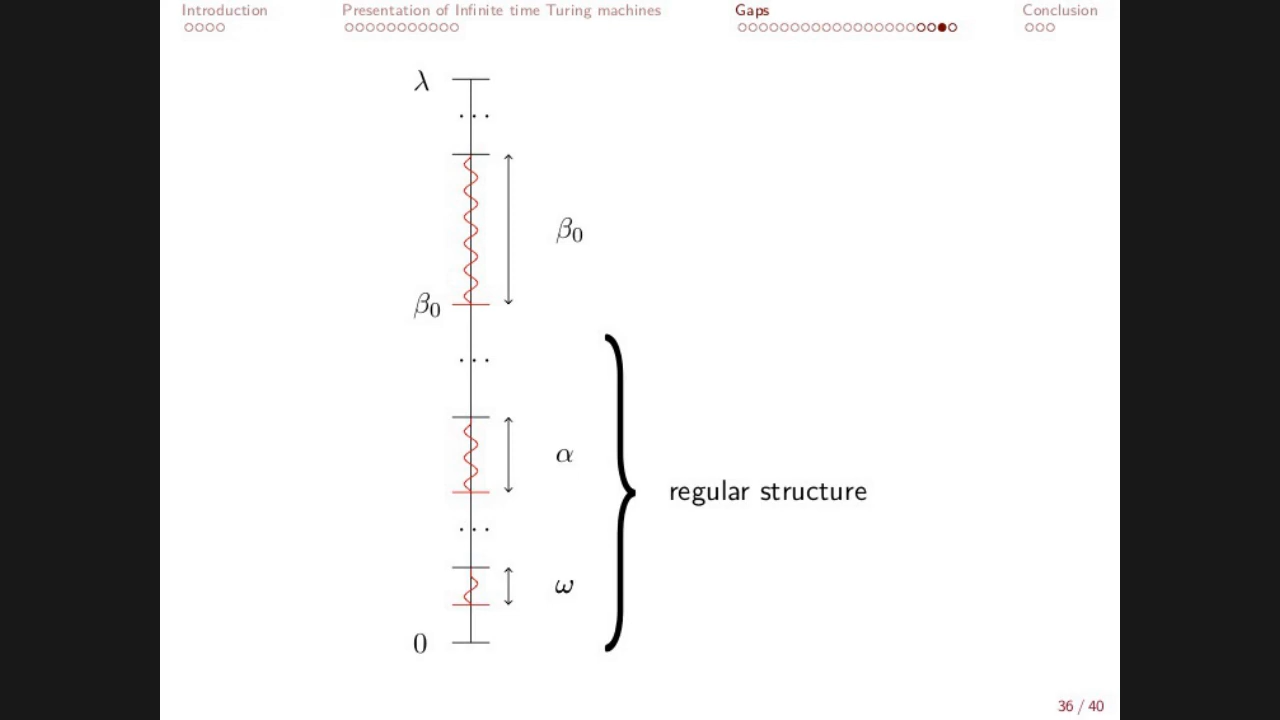 Introduction Presentation of Infinite time Turing machines Gaps Conclusion
λ
...
β₀
β₀
...
α
regular structure
...
ω
0
36 / 40